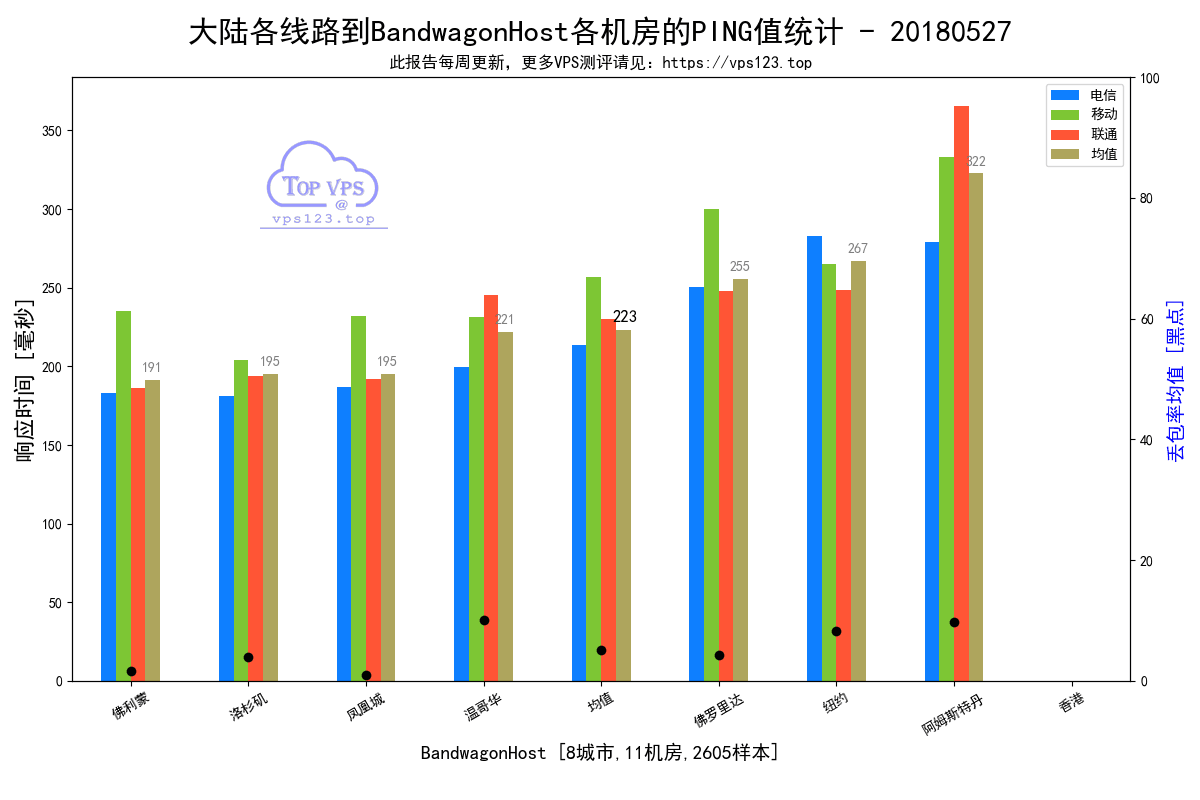 大陆各线路到BandwagonHost各机房的PING值统计 - 20180527
此报告每周更新，更多VPS测评请见：https://vps123.top
电信
移动
联通
均值
TOP VPS
@
vps123.top
响应时间 [毫秒]
350
300
250
200
150
100
50
0
191
195
195
221
223
255
267
322
100
80
60
40
20
0
丢包率均值 [黑点]
佛利蒙
洛杉矶
凤凰城
温哥华
均值
佛罗里达
纽约
阿姆斯特丹
香港
BandwagonHost [8城市,11机房,2605样本]